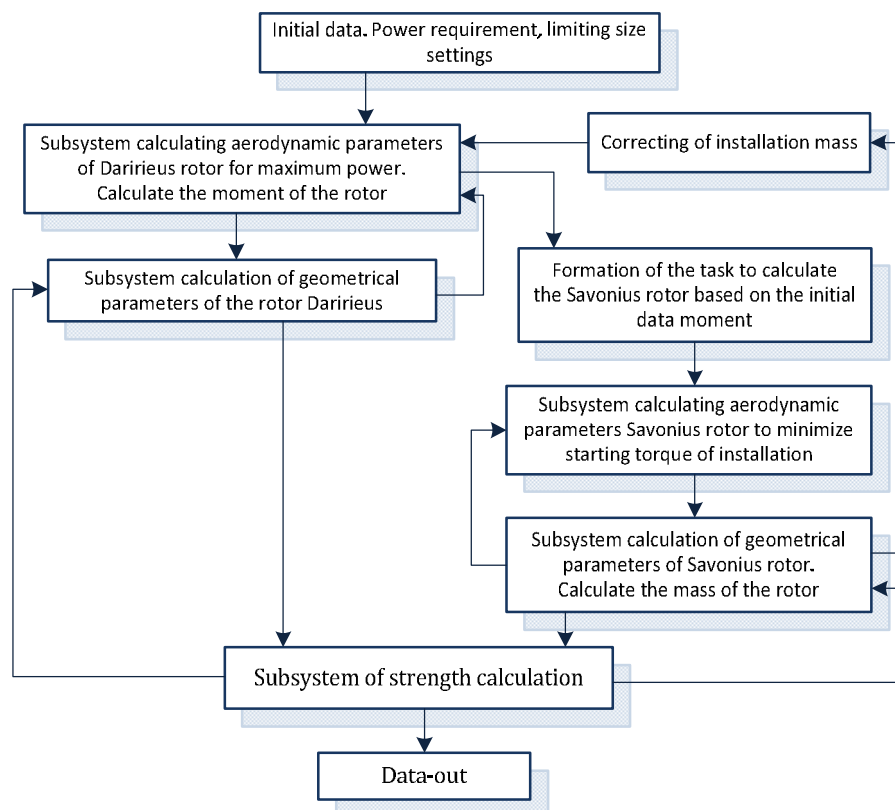 Initial data. Power requirement, limiting size
settings
Subsystem calculating aerodynamic parameters
of Daririeus rotor for maximum power.
Calculate the moment of the rotor
Correcting of installation mass
Subsystem calculation of geometrical
parameters of the rotor Daririeus
Formation of the task to calculate
the Savonius rotor based on the initial
data moment
Subsystem calculating aerodynamic
parameters Savonius rotor to minimize
starting torque of installation
Subsystem calculation of geometrical
parameters of Savonius rotor.
Calculate the mass of the rotor
Subsystem of strength calculation
Data-out